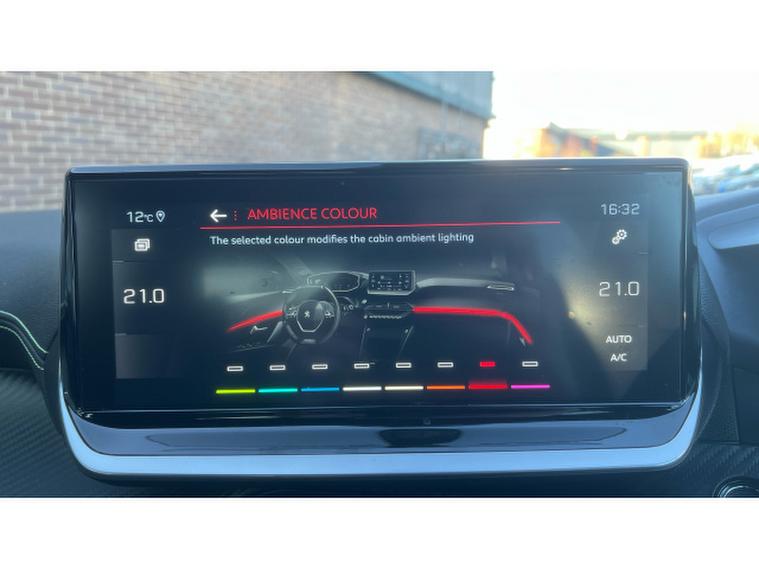 12°C
AMBIENCE COLOUR
16:32
The selected colour modifies the cabin ambient lighting
21.0
21.0
AUTO
A/C